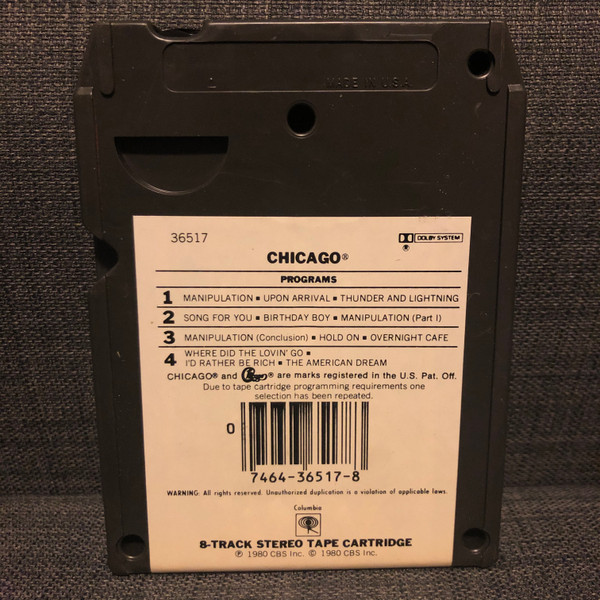 1 MADE IN U.S.A.
36517 DOLBY SYSTEM
CHICAGO®
PROGRAMS
1 MANIPULATION ▪ UPON ARRIVAL ▪ THUNDER AND LIGHTNING
2 SONG FOR YOU ▪ BIRTHDAY BOY ▪ MANIPULATION (Part I)
3 MANIPULATION (Conclusion) ▪ HOLD ON ▪ OVERNIGHT CAFE
4 WHERE DID THE LOVIN' GO ▪
I'D RATHER BE RICH ▪ THE AMERICAN DREAM
CHICAGO® and Chicago® are marks registered in the U.S. Pat. Off.
Due to tape cartridge programming requirements one
selection has been repeated.
0
7464-36517-8
WARNING: All rights reserved. Unauthorized duplication is a violation of applicable laws.
Columbia
8-TRACK STEREO TAPE CARTRIDGE
℗ 1980 CBS Inc. © 1980 CBS Inc.